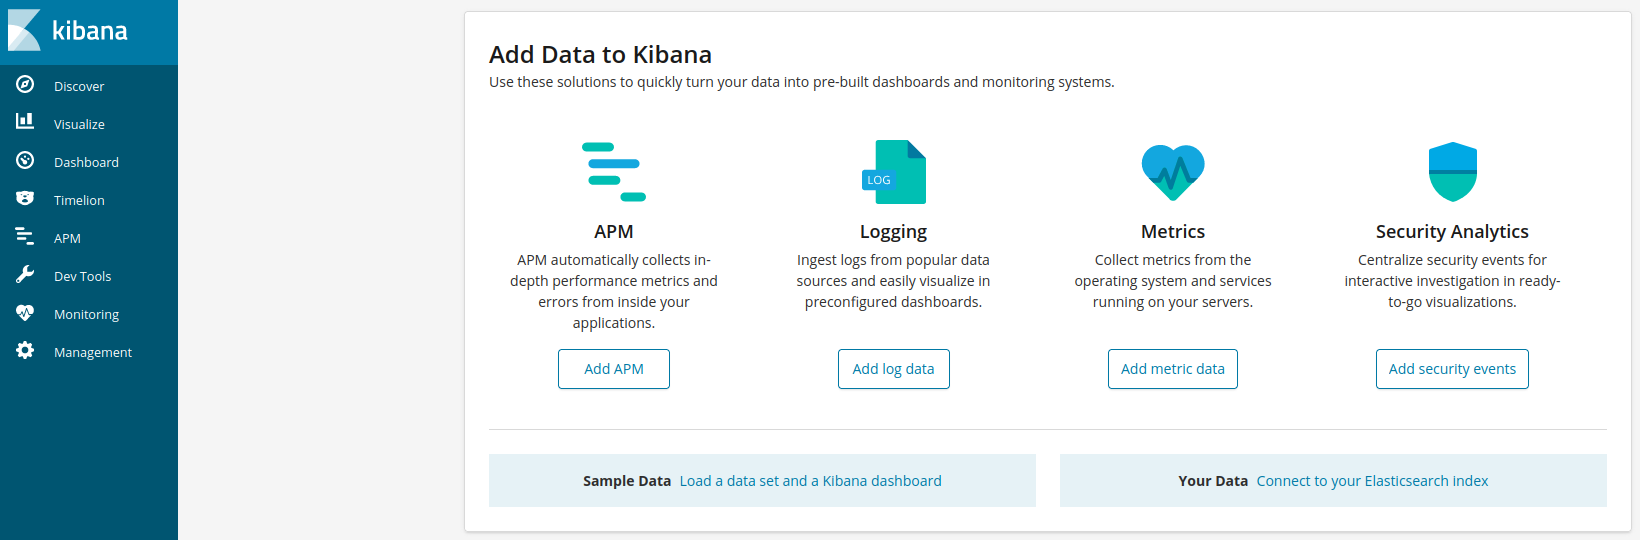 kibana
Discover
Visualize
Dashboard
Timelion
APM
Dev Tools
Monitoring
Management
Add Data to Kibana
Use these solutions to quickly turn your data into pre-built dashboards and monitoring systems.
APM
APM automatically collects in-
depth performance metrics and
errors from inside your
applications.
Add APM
LOG
Logging
Ingest logs from popular data
sources and easily visualize in
preconfigured dashboards.
Add log data
Metrics
Collect metrics from the
operating system and services
running on your servers.
Add metric data
Security Analytics
Centralize security events for
interactive investigation in ready-
to-go visualizations.
Add security events
Sample Data Load a data set and a Kibana dashboard
Your Data Connect to your Elasticsearch index